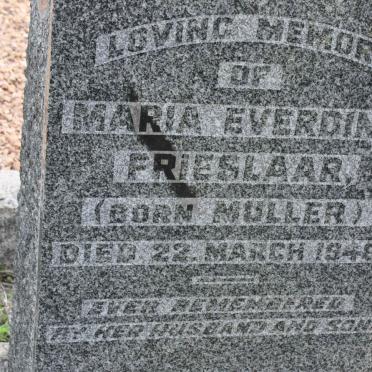 LOVING MEMOR
OF
MARIA EVERDIN
FRIESLAAR,
(BORN MULLER)
DIED 22. MARCH 194
EVER REMEMBERED
BY HER HUSBAND AND SON